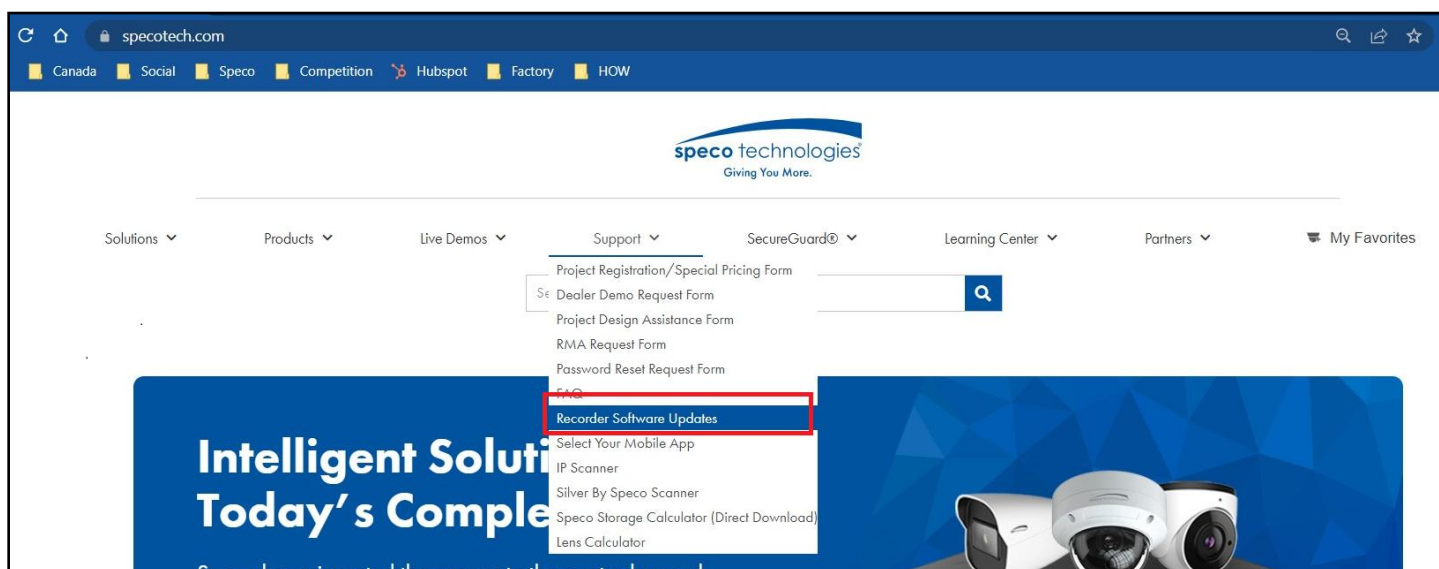 specotech.com
Canada Social Speco Competition Hubspot Factory HOW
speco technologies®
Giving You More.
Solutions Products Live Demos Support SecureGuard® Learning Center Partners My Favorites
Project Registration/Special Pricing Form
Se
Dealer Demo Request Form
Project Design Assistance Form
RMA Request Form
Password Reset Request Form
FAQ
Recorder Software Updates
Select Your Mobile App
IP Scanner
Silver By Speco Scanner
Speco Storage Calculator (Direct Download)
Lens Calculator
Intelligent Soluti
Today's Comple